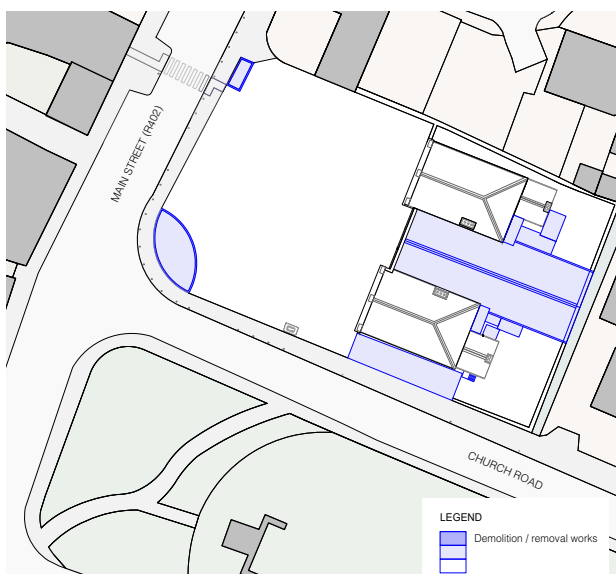 MAIN STREET (R402)
CHURCH ROAD
LEGEND
Demolition / removal works